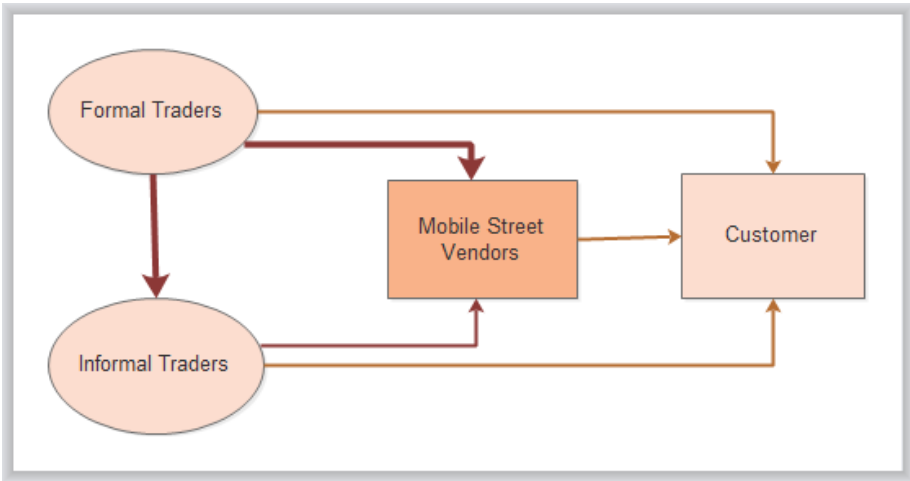 Formal Traders
Mobile Street
Vendors
Customer
Informal Traders